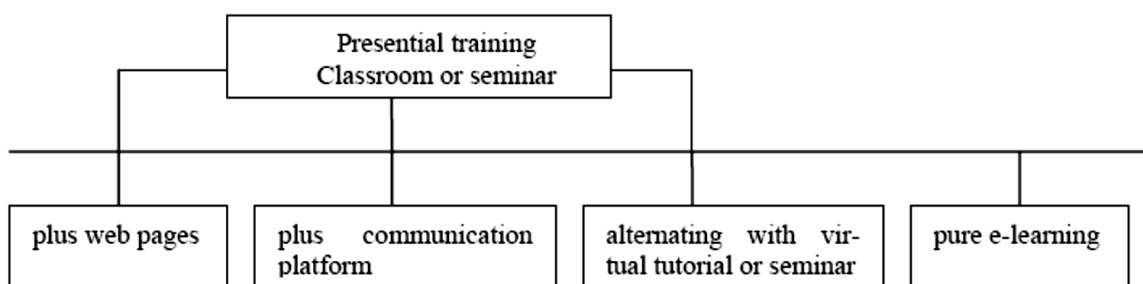 Presential training
Classroom or seminar
plus web pages
plus communication
platform
alternating with vir-
tual tutorial or seminar
pure e-learning